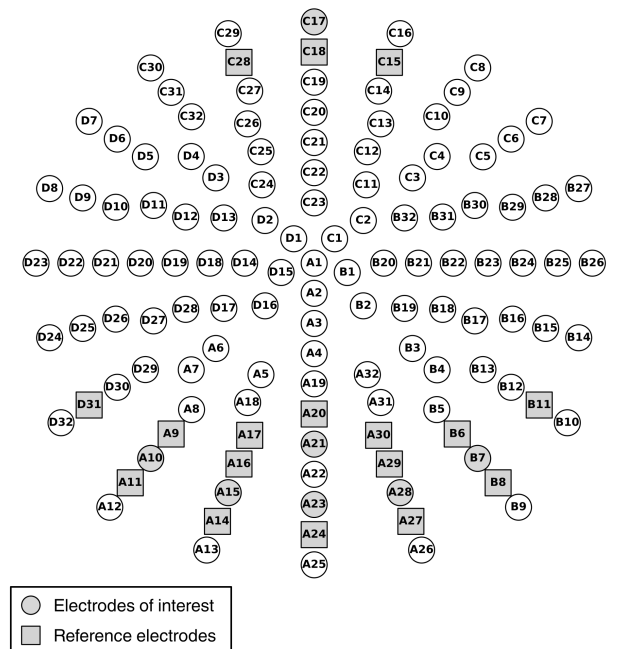 C17
C29 C16
C18
C28 C15
C30 C19 C8
C31 C27 C14 C9
C32 C20 C10
D7 C26 C13 C7
D6 C21 C6
D5 D4 C25 C12 C4 C5
D3 C22 C3
D8 C24 C11 B27
D9 B28
D10 D11 C23 B30 B29
D12 D13 D2 C2 B32 B31
D1 C1
D23 D22 D21 D20 D19 D18 D14 A1 B20 B21 B22 B23 B24 B25 B26
D15 B1
A2
D28 D17 D16 B2 B19 B18
D26 D27 A3 B17 B16
D25 B15
D24 B14
A6 A4 B3
D29 A7 B4 B13
A5 A32
D30 A19 B12
D31 A8 A18 A31 B5 B11
A20
D32 B10
A9 A17 A30 B6
A21
A10 A16 A29 B7
A11 A22 B8
A15 A28
A12 A23 B9
A14 A27
A24
A13 A26
A25
Electrodes of interest
Reference electrodes